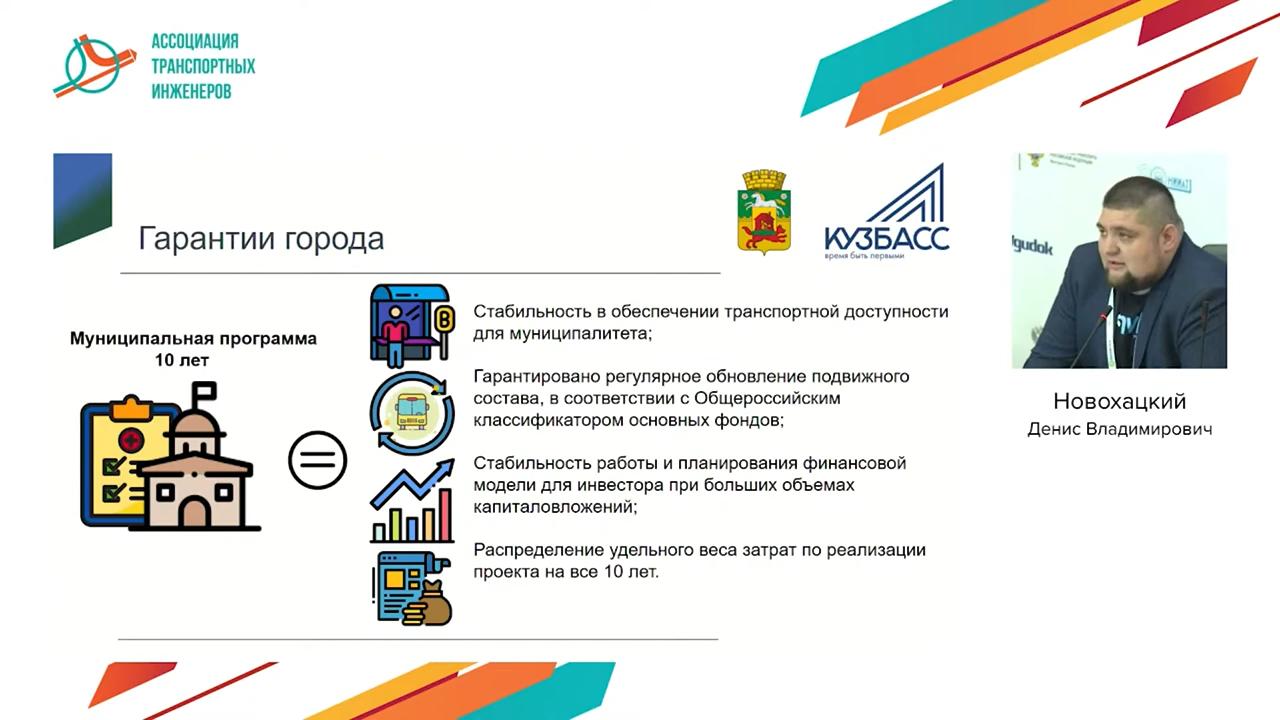 АССОЦИАЦИЯ
ТРАНСПОРТНЫХ
ИНЖЕНЕРОВ
Гарантии города
КУЗБАСС
время быть первыми
Муниципальная программа
10 лет
B
Стабильность в обеспечении транспортной доступности
для муниципалитета;
Гарантировано регулярное обновление подвижного
состава, в соответствии с Общероссийским
классификатором основных фондов;
Стабильность работы и планирования финансовой
модели для инвестора при больших объемах
капиталовложений;
Распределение удельного веса затрат по реализации
проекта на все 10 лет.
gudok
Новохацкий
Денис Владимирович